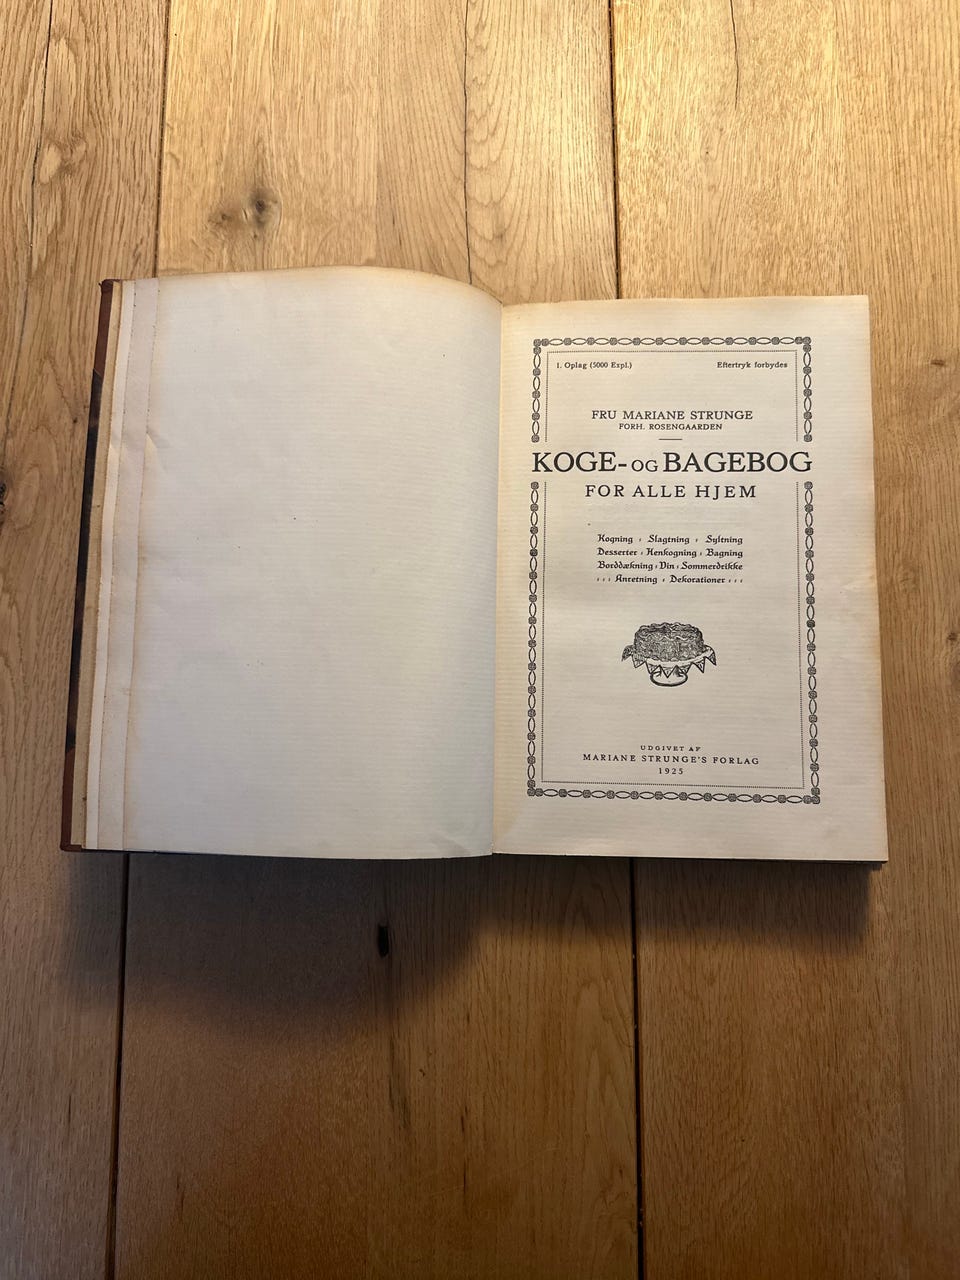 1. Oplag (5000 Expl.) Eftertryk forbydes
FRU MARIANE STRUNGE
FORH. ROSENGAARDEN
KOGE- OG BAGEBOG
FOR ALLE HJEM
Kogning : Slagtning : Syltning
Desserter : Henkogning : Bagning
Borddækning : Vin : Sommerdrikke
: : : Anretning : Dekorationer : : :
UDGIVET AF
MARIANE STRUNGE'S FORLAG
1925